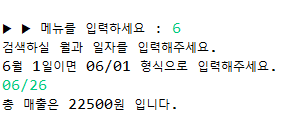 ▶ ▶ 메뉴를 입력하세요 : 6
검색하실 월과 일자를 입력해주세요.
6월 1일이면 06/01 형식으로 입력해주세요.
06/26
총 매출은 22500원 입니다.